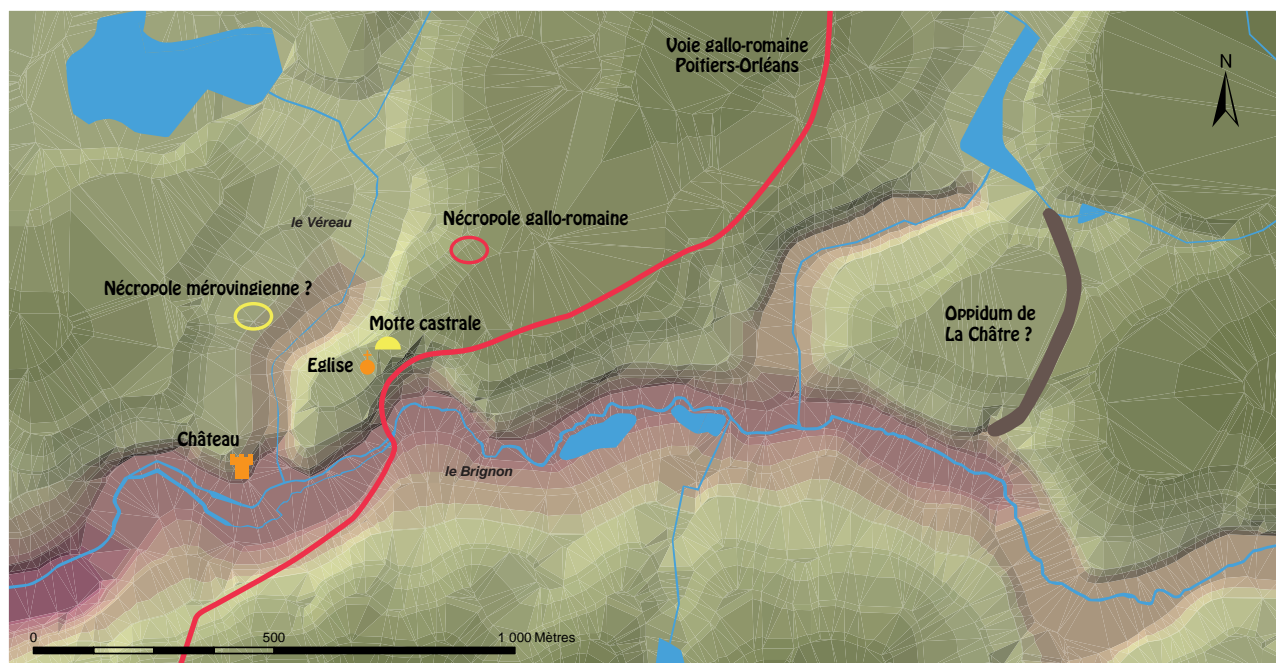 Voie gallo-romaine
Poitiers-Orléans
N
Nécropole gallo-romaine
le Véreau
Nécropole mérovingienne ?
Motte castrale
Oppidum de
La Châtre ?
Eglise
Château
le Brignon
0
500
1 000 Mètres